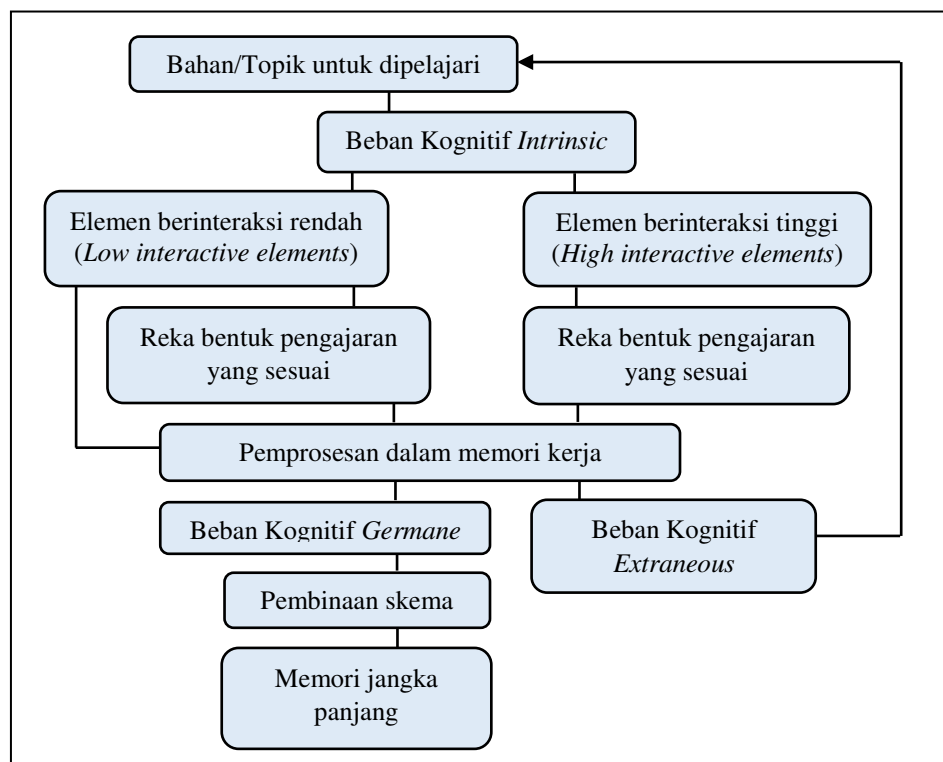 Bahan/Topik untuk dipelajari
Beban Kognitif Intrinsic
Elemen berinteraksi rendah
(Low interactive elements)
Elemen berinteraksi tinggi
(High interactive elements)
Reka bentuk pengajaran
yang sesuai
Reka bentuk pengajaran
yang sesuai
Pemprosesan dalam memori kerja
Beban Kognitif Germane
Beban Kognitif
Extraneous
Pembinaan skema
Memori jangka
panjang